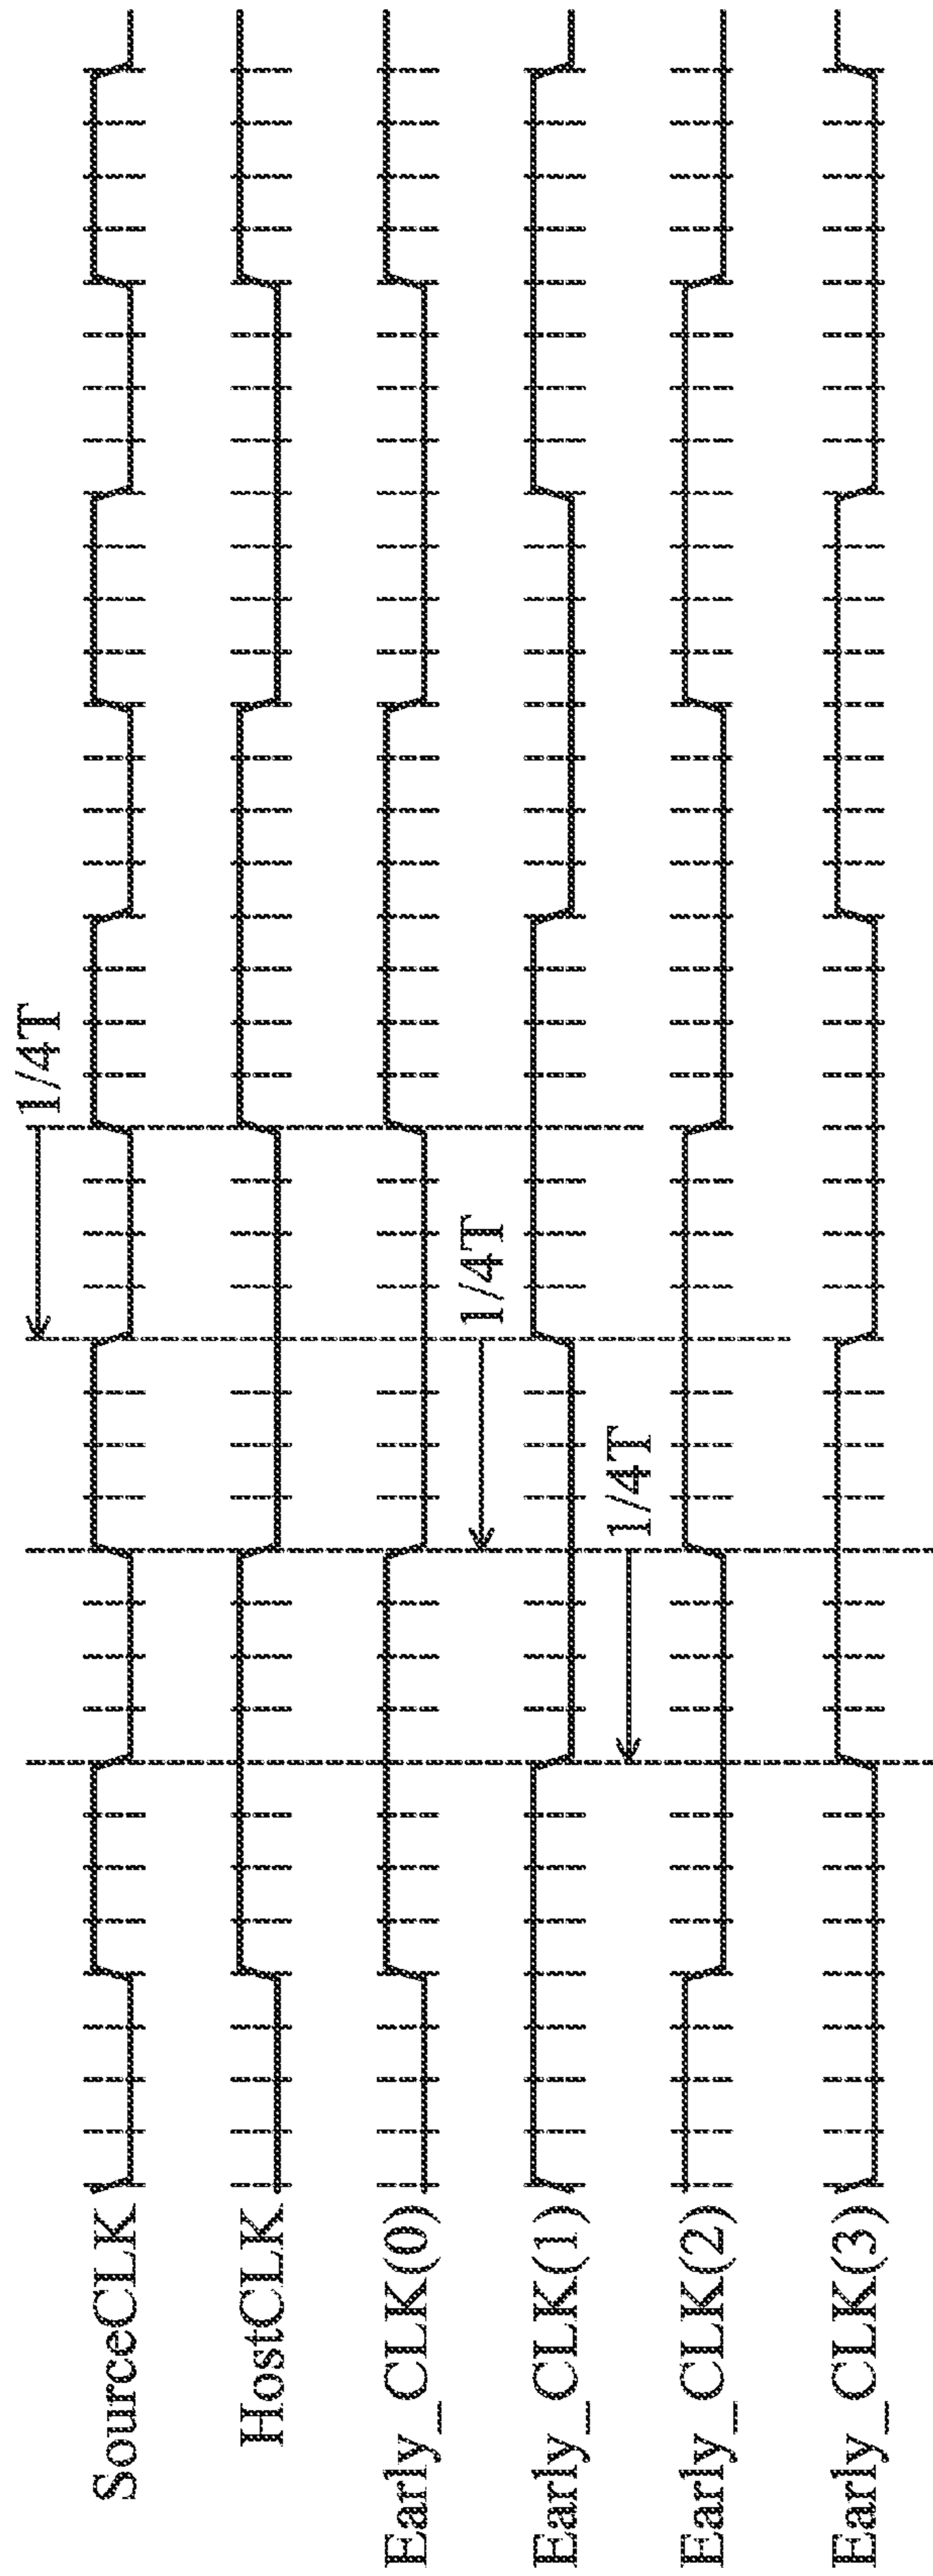 1/4T
SourceCLK
HostCLK
Early_CLK(0)
1/4T
Early_CLK(1)
1/4T
Early_CLK(2)
Early_CLK(3)